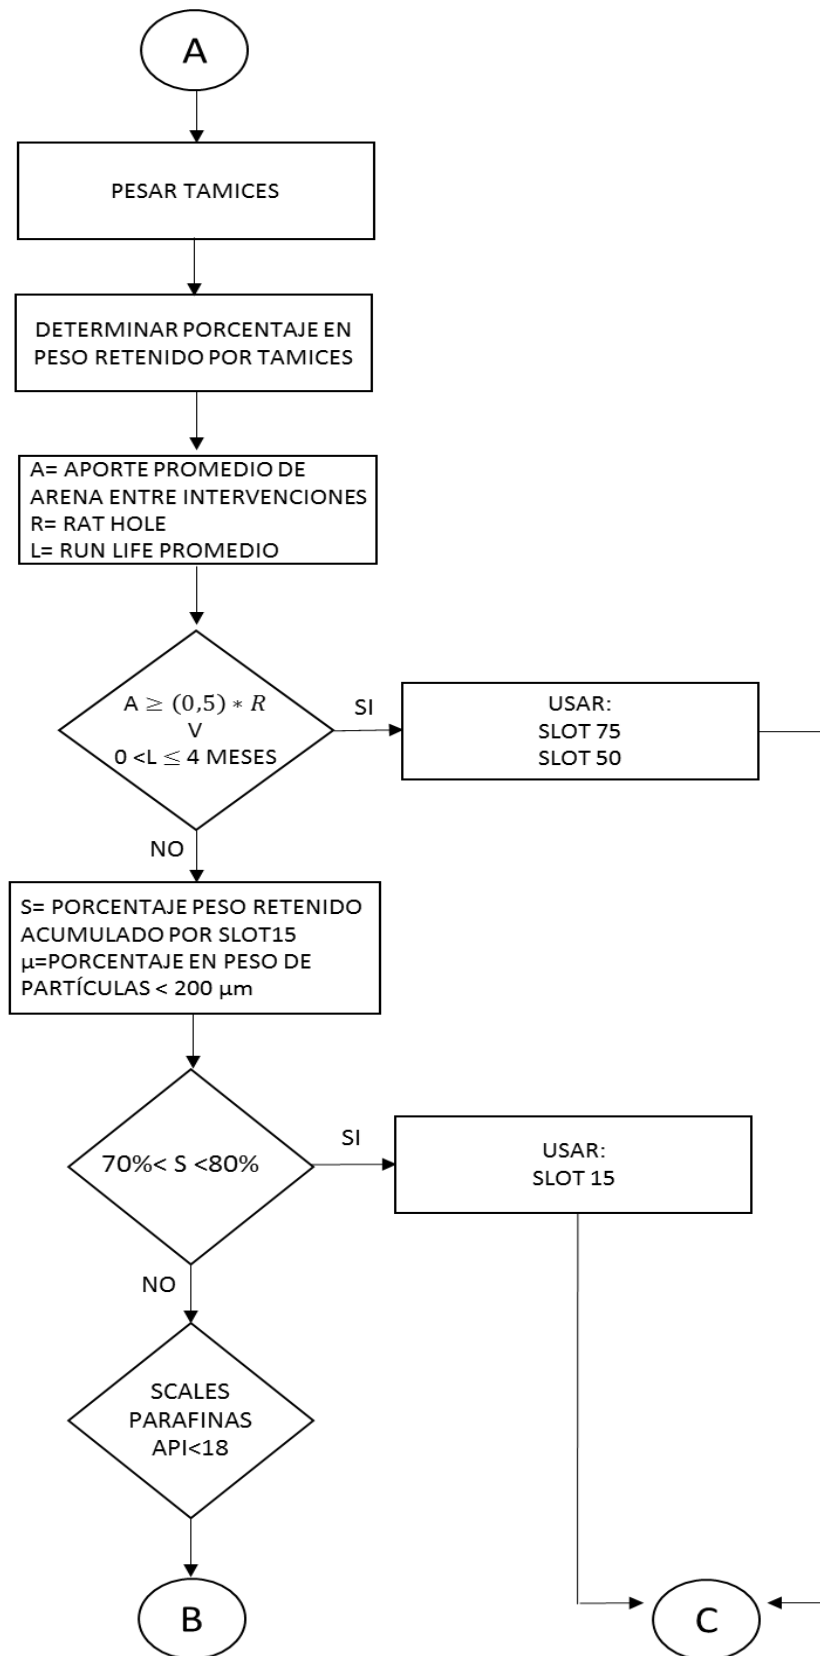 A
PESAR TAMICES
DETERMINAR PORCENTAJE EN
PESO RETENIDO POR TAMICES
A= APORTE PROMEDIO DE
ARENA ENTRE INTERVENCIONES
R= RAT HOLE
L= RUN LIFE PROMEDIO
A ≥ (0,5) * R
V
0 <L ≤ 4 MESES
SI
USAR:
SLOT 75
SLOT 50
NO
S= PORCENTAJE PESO RETENIDO
ACUMULADO POR SLOT15
µ=PORCENTAJE EN PESO DE
PARTÍCULAS < 200 µm
70%< S <80%
SI
USAR:
SLOT 15
NO
SCALES
PARAFINAS
API<18
B
C